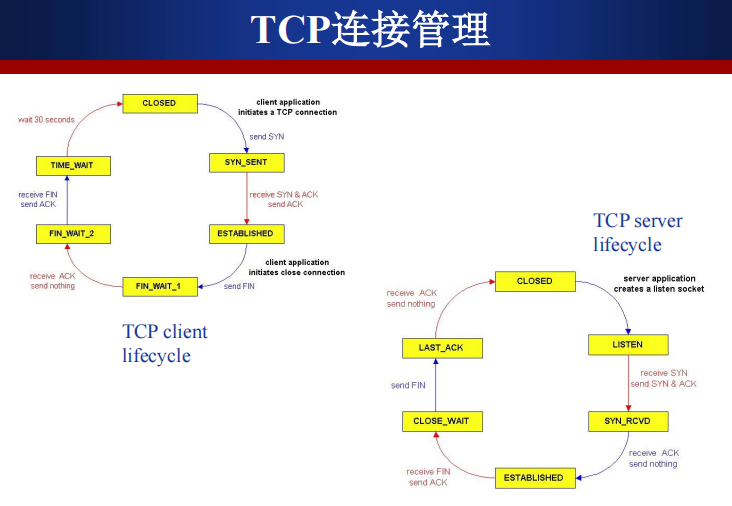 TCP连接管理
CLOSED
client application
initiates a TCP connection
send SYN
SYN_SENT
receive SYN & ACK
send ACK
ESTABLISHED
client application
initiates close connection
send FIN
FIN_WAIT_1
receive ACK
send nothing
FIN_WAIT_2
receive FIN
send ACK
TIME_WAIT
wait 30 seconds
TCP client
lifecycle
TCP server
lifecycle
CLOSED
server application
creates a listen socket
LISTEN
receive SYN
send SYN & ACK
SYN_RCVD
receive ACK
send nothing
ESTABLISHED
receive FIN
send ACK
CLOSE_WAIT
send FIN
LAST_ACK
receive ACK
send nothing